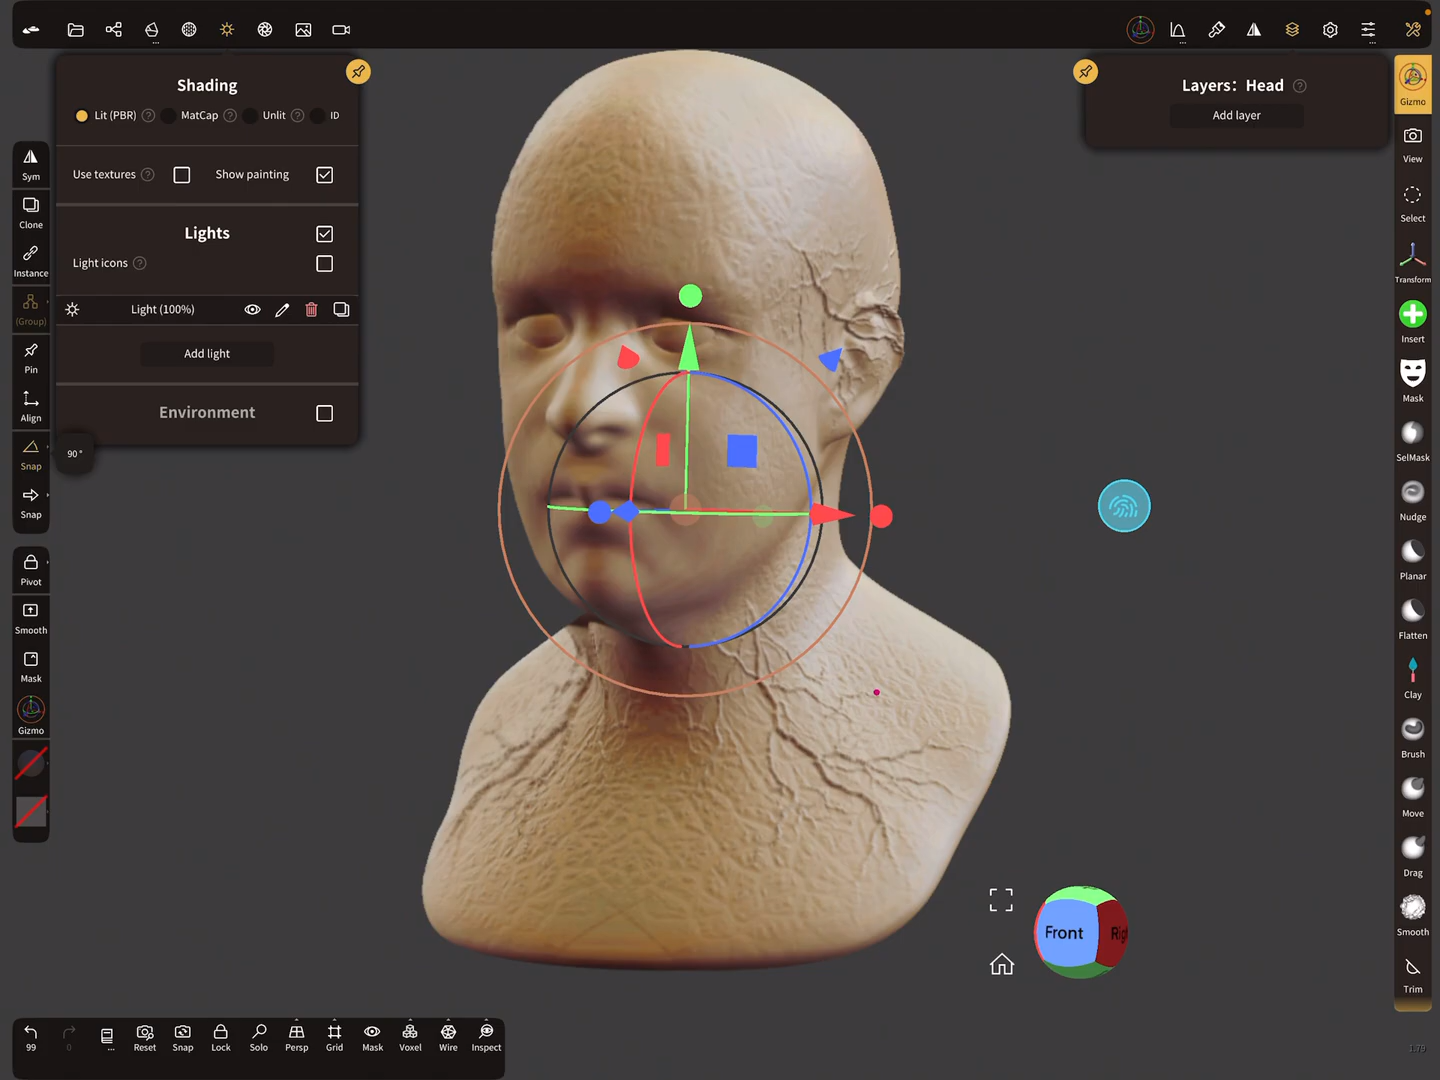 Shading
Lit (PBR) ? MatCap ? Unlit ? ID
Use textures ? Show painting
Lights
Light icons ?
Light (100%)
Add light
Environment
Layers: Head ?
Add layer
Sym
Clone
Instance
(Group)
Pin
Align
Snap
90°
Snap
Pivot
Smooth
Mask
Gizmo
Gizmo
View
Select
Transform
Insert
Mask
SelMask
Nudge
Planar
Flatten
Clay
Brush
Move
Drag
Smooth
Trim
Front
Rig
99 0 ... Reset Snap Lock Solo Persp Grid Mask Voxel Wire Inspect
1.79